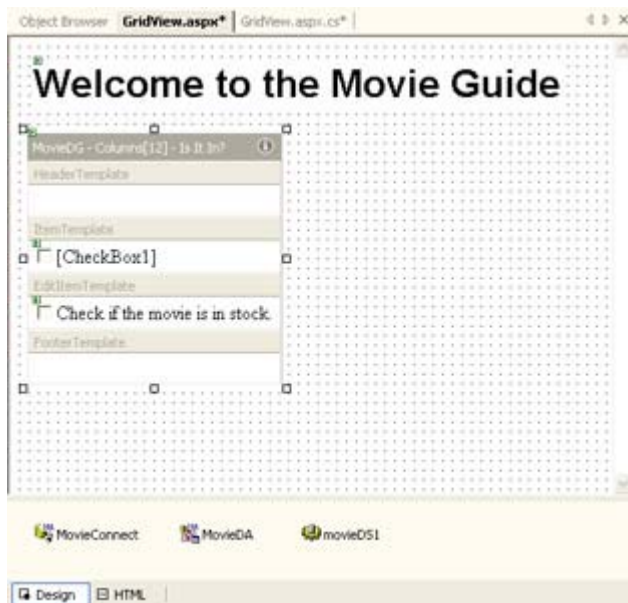 Object Browser GridView.aspx* GridView.aspx.cs*
Welcome to the Movie Guide
MovieDG - Columns[12] - Is It In?
HeaderTemplate
ItemTemplate
[CheckBox1]
EditItemTemplate
Check if the movie is in stock.
FooterTemplate
MovieConnect MovieDA movieDS1
Design HTML